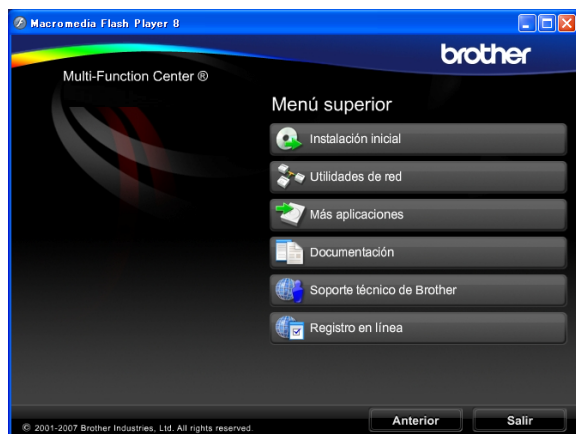 Macromedia Flash Player 8
brother
Multi-Function Center ®
Menú superior
Instalación inicial
Utilidades de red
Más aplicaciones
Documentación
Soporte técnico de Brother
Registro en línea
Anterior
Salir
© 2001-2007 Brother Industries, Ltd. All rights reserved.